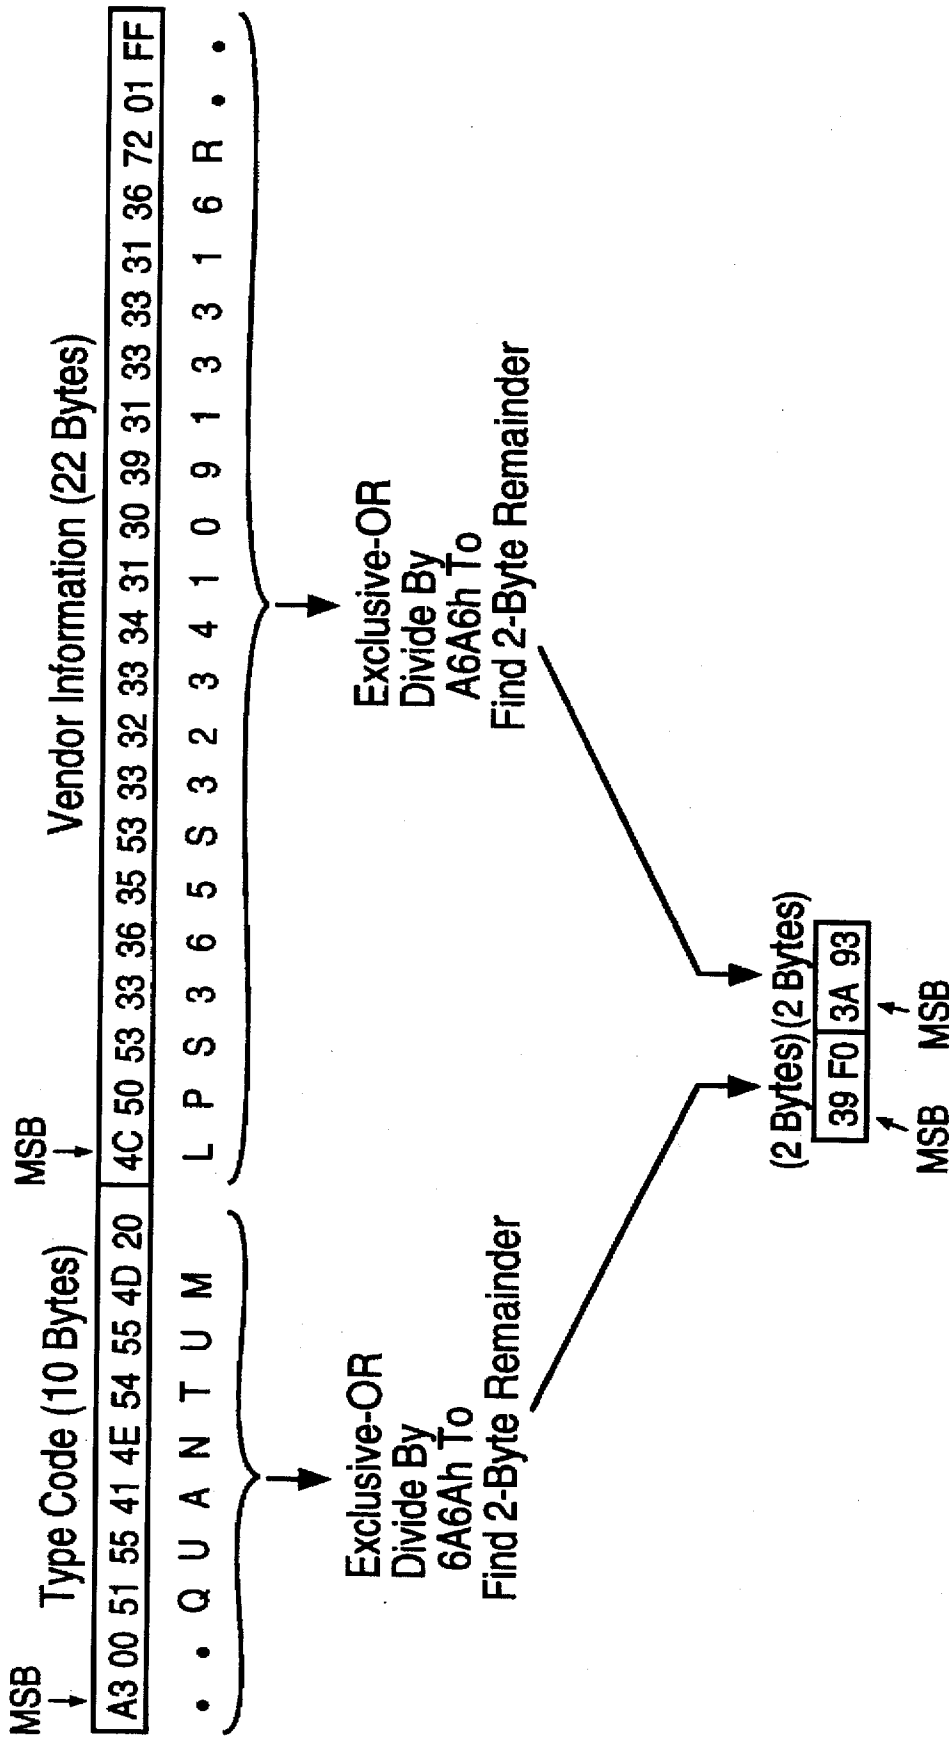 Type Code (10 Bytes)
Vendor Information (22 Bytes)
MSB
MSB
A3 00 51 55 41 4E 54 55 4D 20
4C 50 53 33 36 35 53 33 32 33 34 31 30 39 31 33 33 31 36 72 01 FF
• • Q U A N T U M
L P S 3 6 5 S 3 2 3 4 1 0 9 1 3 3 1 6 R • •
Exclusive-OR
Divide By
6A6Ah To
Find 2-Byte Remainder
Exclusive-OR
Divide By
A6A6h To
Find 2-Byte Remainder
(2 Bytes) (2 Bytes)
39 F0 3A 93
MSB
MSB